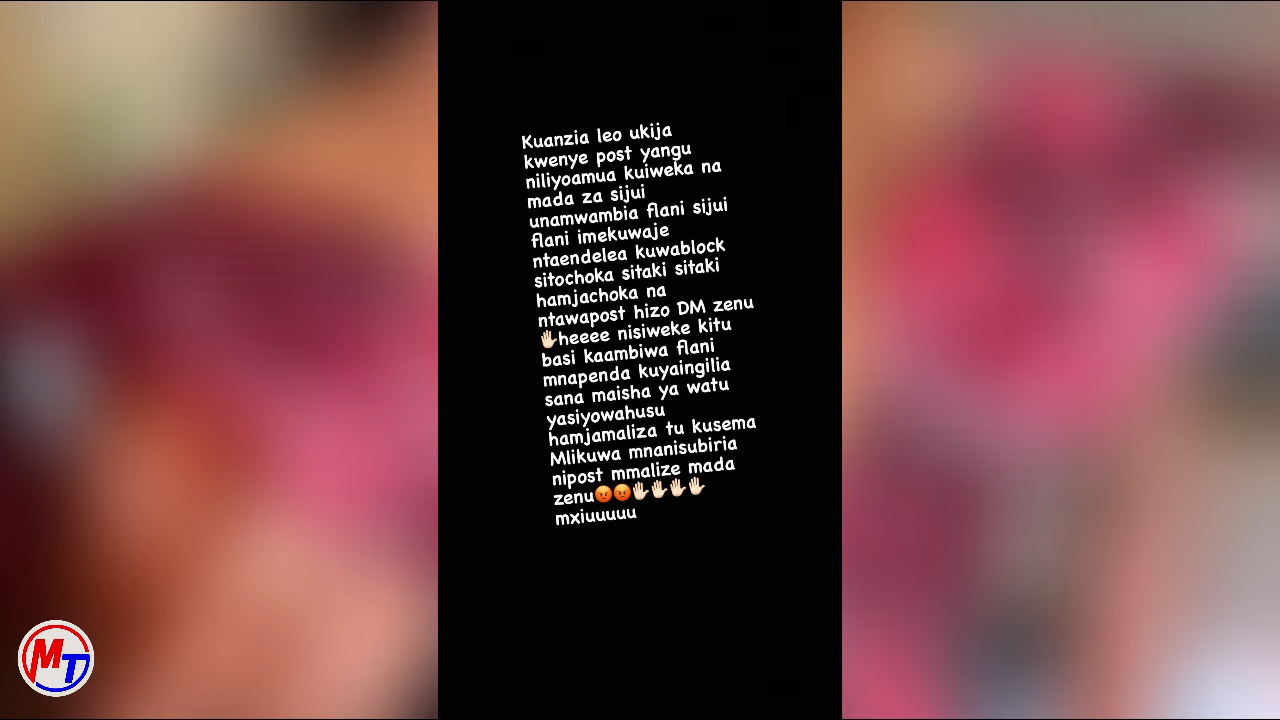 Kuanzia leo ukija
kwenye post yangu
niliyoamua kuiweka na
mada za sijui
unamwambia flani sijui
flani imekuwaje
ntaendelea kuwablock
sitochoka sitaki sitaki
hamjachoka na
ntawapost hizo DM zenu
✋🏻heeee nisiweke kitu
basi kaambiwa flani
mnapenda kuyaingilia
sana maisha ya watu
yasiyowahusu
hamjamaliza tu kusema
Mlikuwa mnanisubiria
nipost mmalize mada
zenu😡😡✋🏻✋🏻✋🏻✋🏻
mxiuuuuu
MT